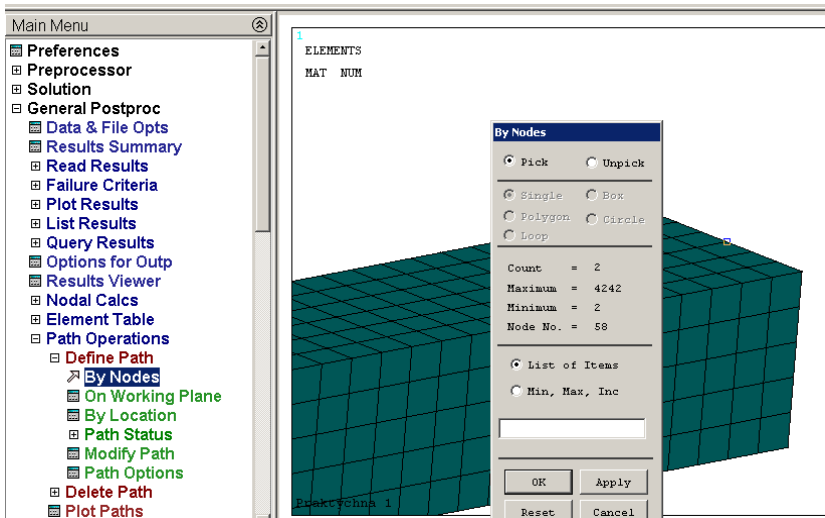 Main Menu
Preferences
Preprocessor
Solution
General Postproc
Data & File Opts
Results Summary
Read Results
Failure Criteria
Plot Results
List Results
Query Results
Options for Outp
Results Viewer
Nodal Calcs
Element Table
Path Operations
Define Path
By Nodes
On Working Plane
By Location
Path Status
Modify Path
Path Options
Delete Path
Plot Paths
1
ELEMENTS
MAT NUM
By Nodes
Pick Unpick
Single Box
Polygon Circle
Loop
Count = 2
Maximum = 4242
Minimum = 2
Node No. = 58
List of Items
Min, Max, Inc
OK Apply
Reset Cancel
Praktychna 1